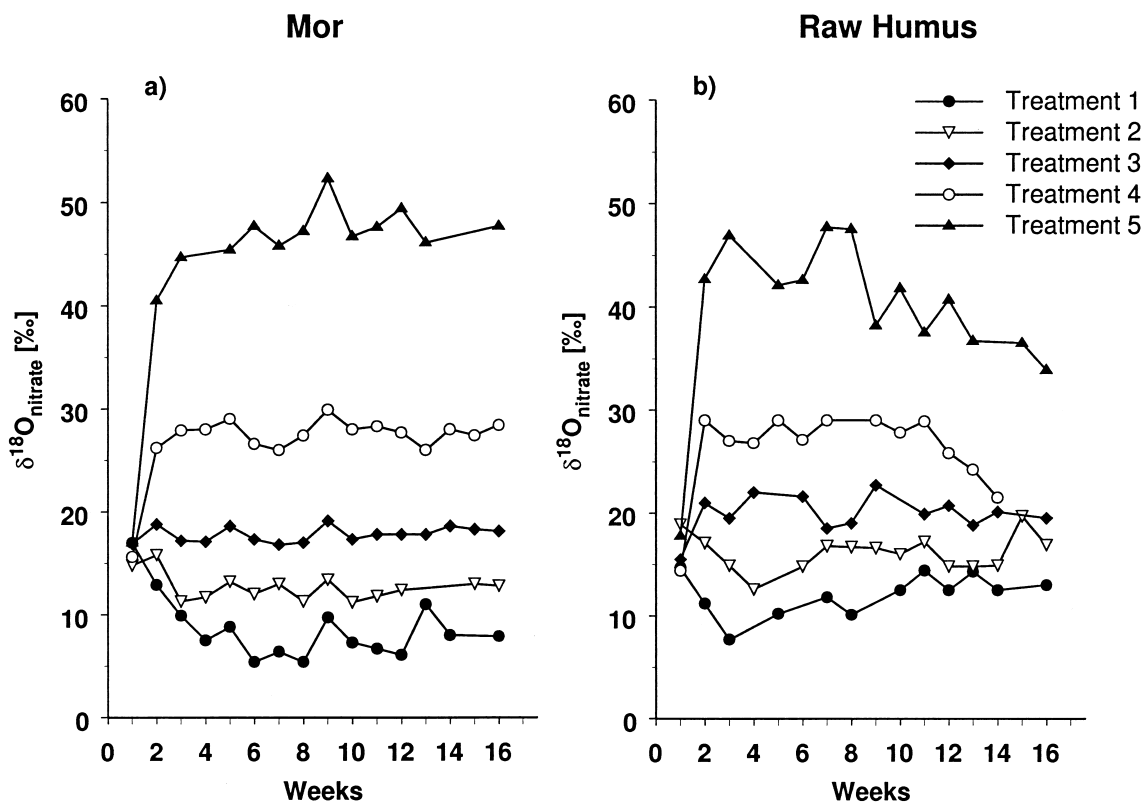 Mor
Raw Humus
a)
b)
Treatment 1
Treatment 2
Treatment 3
Treatment 4
Treatment 5
60
50
40
30
20
10
0
δ18Onitrate [‰]
0 2 4 6 8 10 12 14 16
Weeks
60
50
40
30
20
10
0
δ18Onitrate [‰]
0 2 4 6 8 10 12 14 16
Weeks